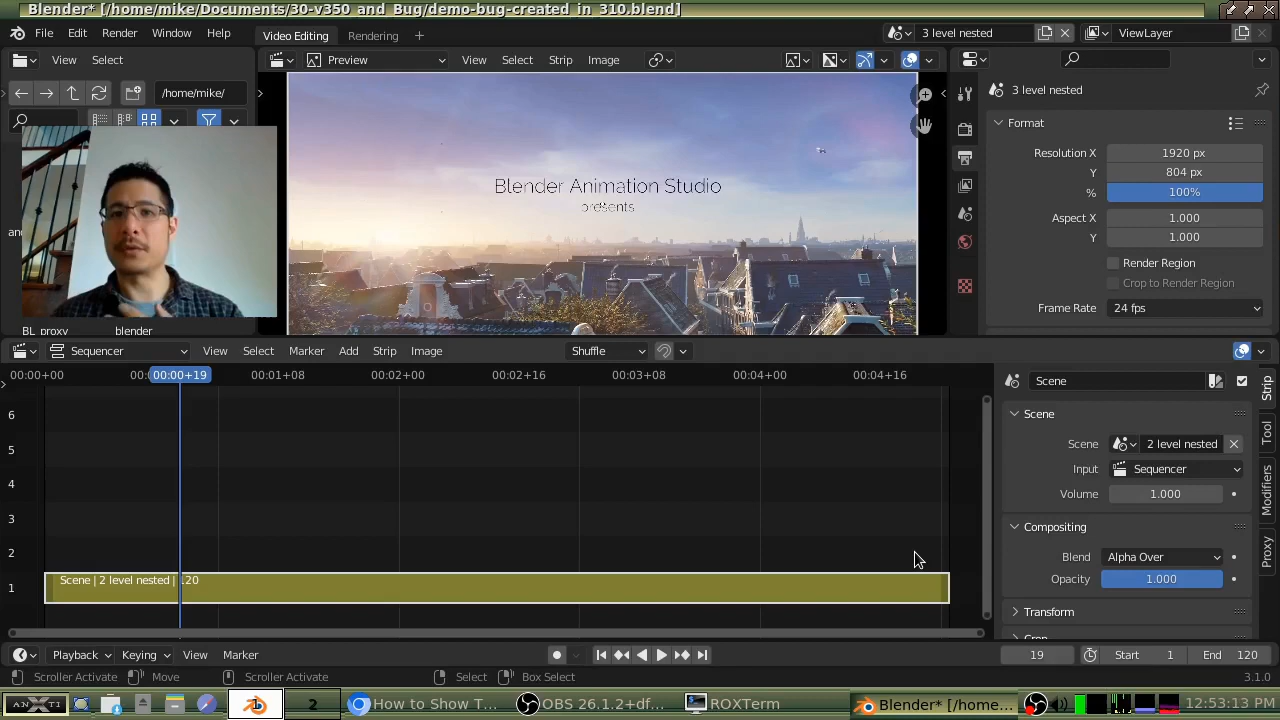 Blender* [/home/mike/Documents/30-v350_and_Bug/demo-bug-created_in_310.blend]
File Edit Render Window Help
Video Editing Rendering +
3 level nested
ViewLayer
View Select
Preview
View Select Strip Image
/home/mike/
3 level nested
Format
Resolution X 1920 px
Y 804 px
% 100%
Aspect X 1.000
Y 1.000
Render Region
Crop to Render Region
Frame Rate 24 fps
Blender Animation Studio
presents
BL_proxy blender
Sequencer
View Select Marker Add Strip Image
Shuffle
00:00+00 00:00+19 00:01+08 00:02+00 00:02+16 00:03+08 00:04+00 00:04+16
6
5
4
3
2
1
Scene | 2 level nested | 120
Scene
Scene
Scene 2 level nested
Input Sequencer
Volume 1.000
Compositing
Blend Alpha Over
Opacity 1.000
Transform
Strip
Tool
Modifiers
Proxy
Playback Keying View Marker
19 Start 1 End 120
Scroller Activate Move Scroller Activate Select Box Select
3.1.0
2
How to Show T...
OBS 26.1.2+df...
ROXTerm
Blender* [/home...
12:53:13 PM